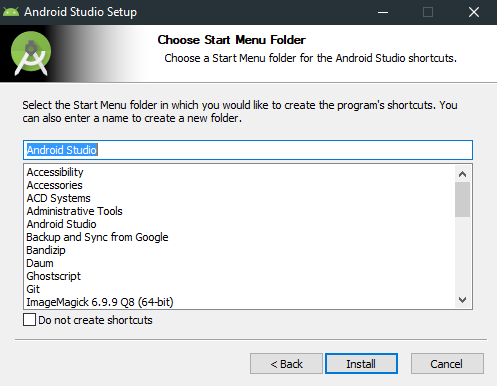 Android Studio Setup
Choose Start Menu Folder
Choose a Start Menu folder for the Android Studio shortcuts.
Select the Start Menu folder in which you would like to create the program's shortcuts. You
can also enter a name to create a new folder.
Android Studio
Accessibility
Accessories
ACD Systems
Administrative Tools
Android Studio
Backup and Sync from Google
Bandizip
Daum
Ghostscript
Git
ImageMagick 6.9.9 Q8 (64-bit)
Do not create shortcuts
< Back
Install
Cancel